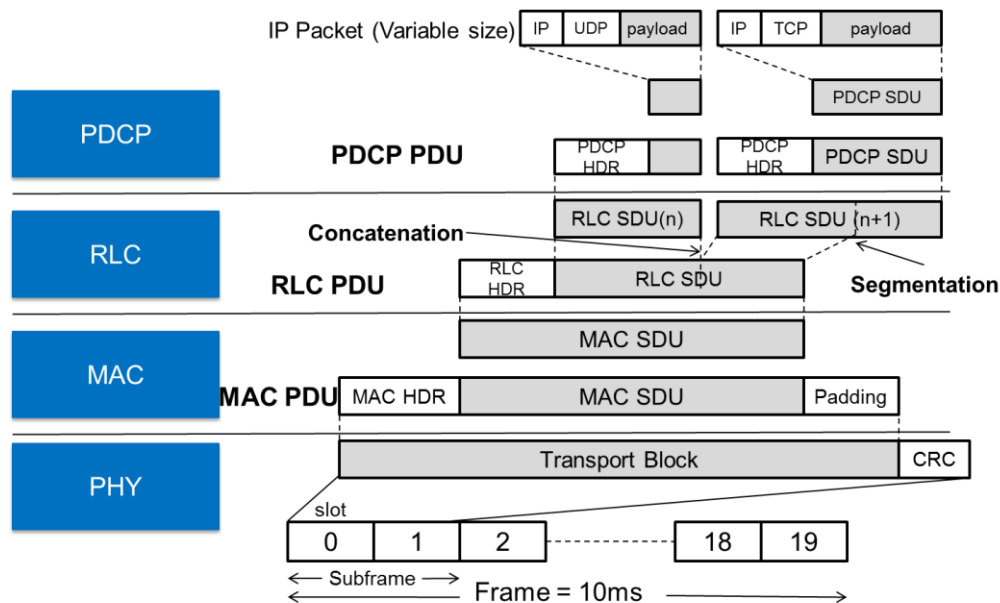 IP Packet (Variable size)
IP UDP payload
IP TCP payload
PDCP SDU
PDCP
PDCP PDU
PDCP
HDR
PDCP
HDR
PDCP SDU
RLC SDU(n)
RLC SDU (n+1)
Concatenation
RLC
RLC PDU
RLC
HDR
RLC SDU
Segmentation
MAC SDU
MAC
MAC PDU
MAC HDR
MAC SDU
Padding
PHY
Transport Block
CRC
slot
0 1 2 18 19
Subframe
Frame = 10ms